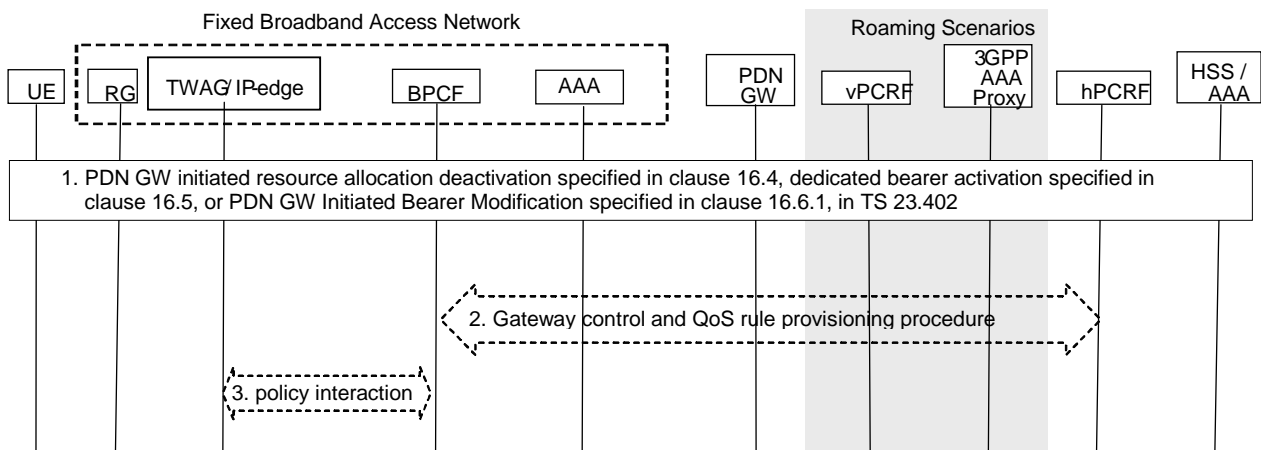 Fixed Broadband Access Network
Roaming Scenarios
UE
RG
TWAG/ IP-edge
BPCF
AAA
PDN
GW
vPCRF
3GPP
AAA
Proxy
hPCRF
HSS /
AAA
1. PDN GW initiated resource allocation deactivation specified in clause 16.4, dedicated bearer activation specified in
clause 16.5, or PDN GW Initiated Bearer Modification specified in clause 16.6.1, in TS 23.402
2. Gateway control and QoS rule provisioning procedure
3. policy interaction